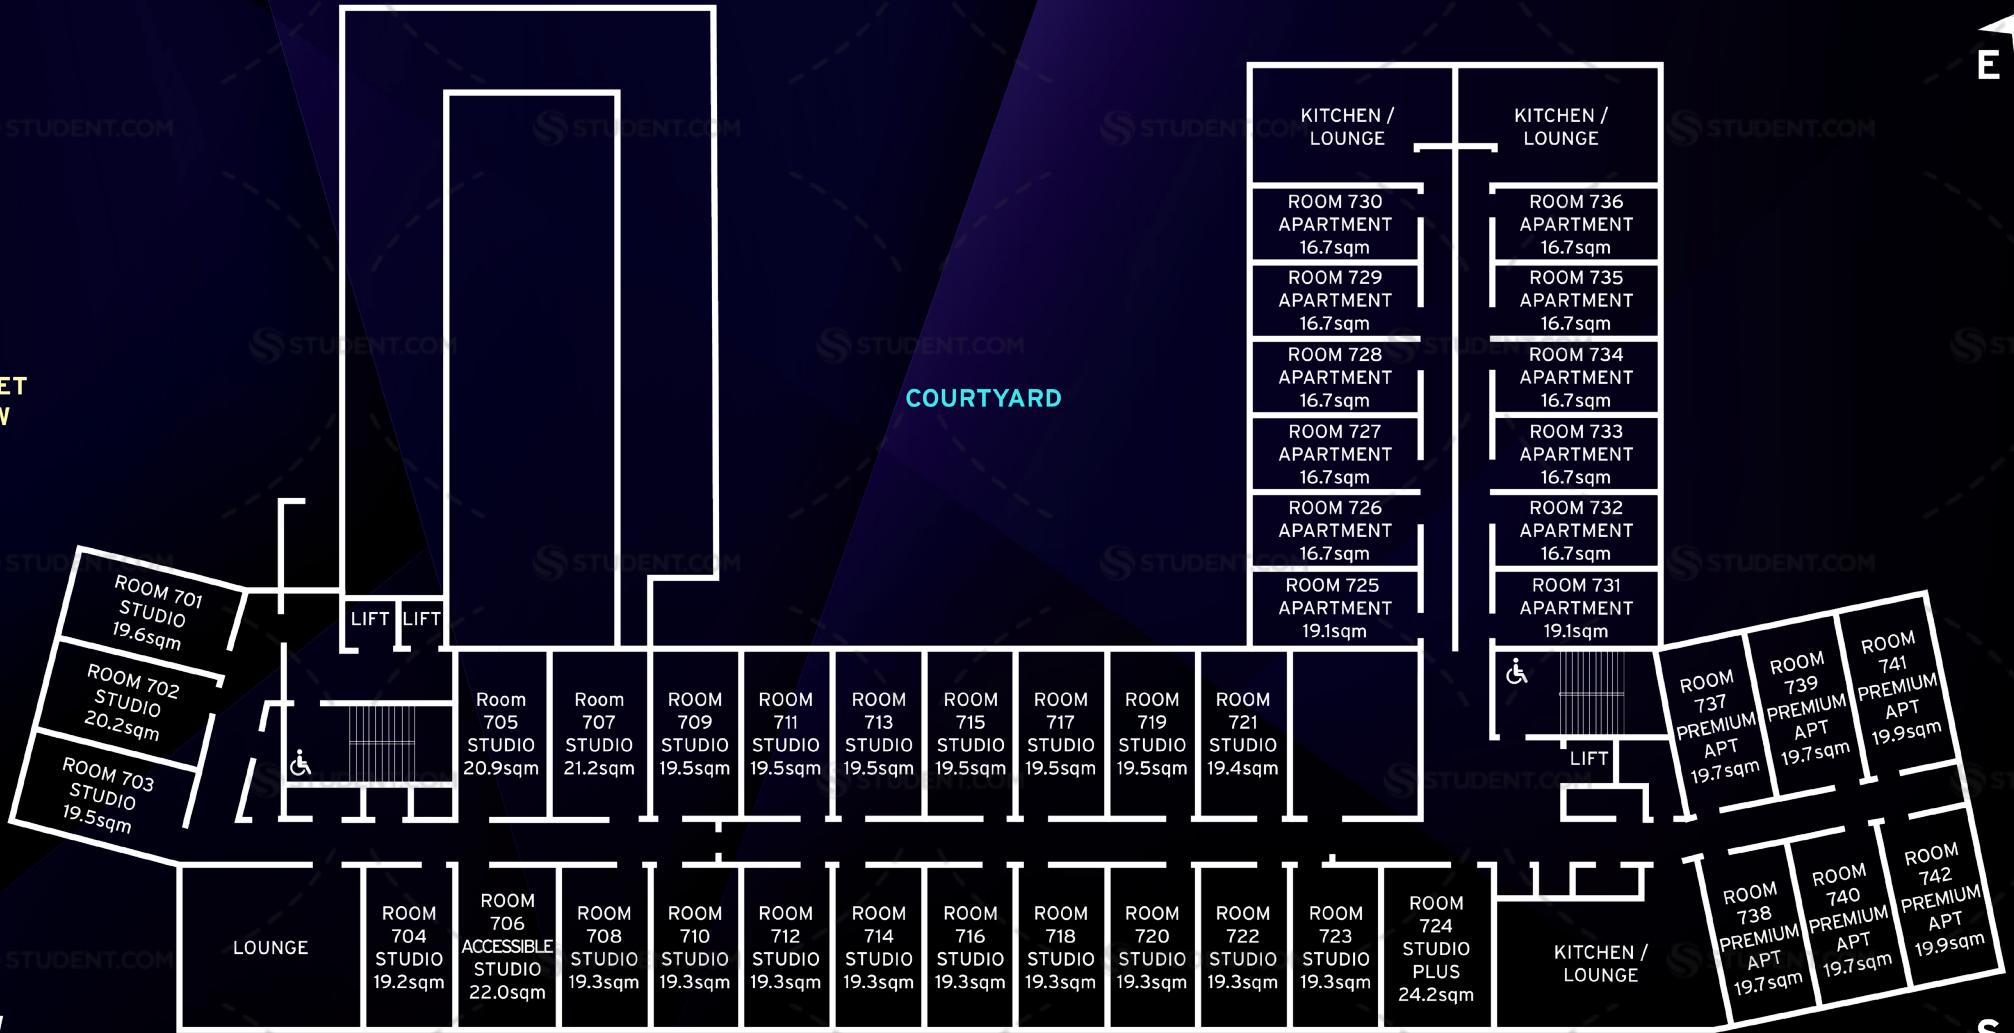 E
ET
W
COURTYARD
KITCHEN /
LOUNGE
KITCHEN /
LOUNGE
ROOM 730
APARTMENT
16.7sqm
ROOM 736
APARTMENT
16.7sqm
ROOM 729
APARTMENT
16.7sqm
ROOM 735
APARTMENT
16.7sqm
ROOM 728
APARTMENT
16.7sqm
ROOM 734
APARTMENT
16.7sqm
ROOM 727
APARTMENT
16.7sqm
ROOM 733
APARTMENT
16.7sqm
ROOM 726
APARTMENT
16.7sqm
ROOM 732
APARTMENT
16.7sqm
ROOM 725
APARTMENT
19.1sqm
ROOM 731
APARTMENT
19.1sqm
ROOM 701
STUDIO
19.6sqm
ROOM 702
STUDIO
20.2sqm
ROOM 703
STUDIO
19.5sqm
LIFT
LIFT
Room
705
STUDIO
20.9sqm
Room
707
STUDIO
21.2sqm
ROOM
709
STUDIO
19.5sqm
ROOM
711
STUDIO
19.5sqm
ROOM
713
STUDIO
19.5sqm
ROOM
715
STUDIO
19.5sqm
ROOM
717
STUDIO
19.5sqm
ROOM
719
STUDIO
19.5sqm
ROOM
721
STUDIO
19.4sqm
LIFT
ROOM
737
PREMIUM
APT
19.7sqm
ROOM
739
PREMIUM
APT
19.7sqm
ROOM
741
PREMIUM
APT
19.9sqm
LOUNGE
ROOM
704
STUDIO
19.2sqm
ROOM
706
ACCESSIBLE
STUDIO
22.0sqm
ROOM
708
STUDIO
19.3sqm
ROOM
710
STUDIO
19.3sqm
ROOM
712
STUDIO
19.3sqm
ROOM
714
STUDIO
19.3sqm
ROOM
716
STUDIO
19.3sqm
ROOM
718
STUDIO
19.3sqm
ROOM
720
STUDIO
19.3sqm
ROOM
722
STUDIO
19.3sqm
ROOM
723
STUDIO
19.3sqm
ROOM
724
STUDIO
PLUS
24.2sqm
KITCHEN /
LOUNGE
ROOM
738
PREMIUM
APT
19.7sqm
ROOM
740
PREMIUM
APT
19.7sqm
ROOM
742
PREMIUM
APT
19.9sqm
STUDENT.COM